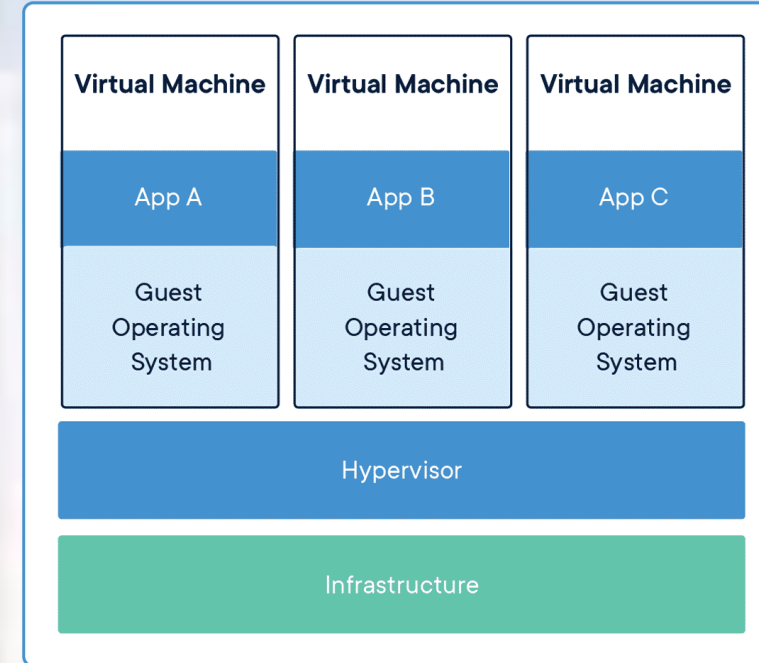 Virtual Machine
App A
Guest
Operating
System
Virtual Machine
App B
Guest
Operating
System
Virtual Machine
App C
Guest
Operating
System
Hypervisor
Infrastructure